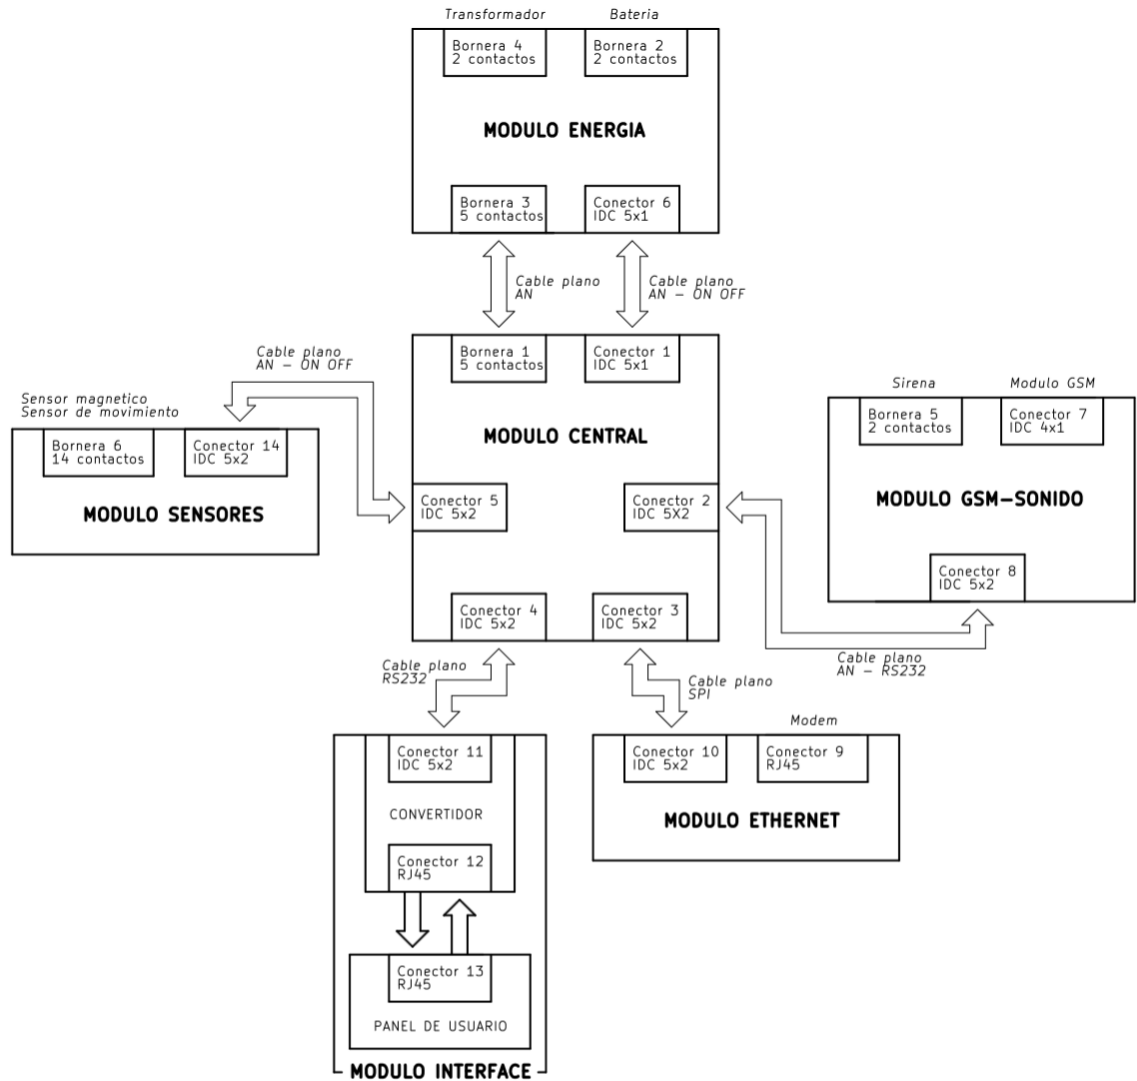 Transformador
Bateria
Bornera 4
2 contactos
Bornera 2
2 contactos
MODULO ENERGIA
Bornera 3
5 contactos
Conector 6
IDC 5x1
Cable plano
AN
Cable plano
AN - ON OFF
Bornera 1
5 contactos
Conector 1
IDC 5x1
MODULO CENTRAL
Conector 5
IDC 5x2
Conector 2
IDC 5X2
Conector 4
IDC 5x2
Conector 3
IDC 5x2
Cable plano
AN - ON OFF
Sensor magnetico
Sensor de movimiento
Bornera 6
14 contactos
Conector 14
IDC 5x2
MODULO SENSORES
Sirena
Modulo GSM
Bornera 5
2 contactos
Conector 7
IDC 4x1
MODULO GSM-SONIDO
Conector 8
IDC 5x2
Cable plano
AN - RS232
Cable plano
RS232
Cable plano
SPI
Conector 11
IDC 5x2
CONVERTIDOR
Conector 12
RJ45
Conector 13
RJ45
PANEL DE USUARIO
MODULO INTERFACE
Modem
Conector 10
IDC 5x2
Conector 9
RJ45
MODULO ETHERNET